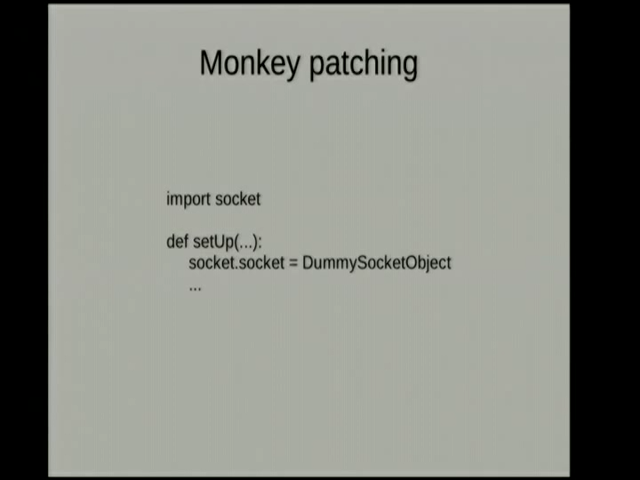 Monkey patching
import socket
def setUp(...):
socket.socket = DummySocketObject
...